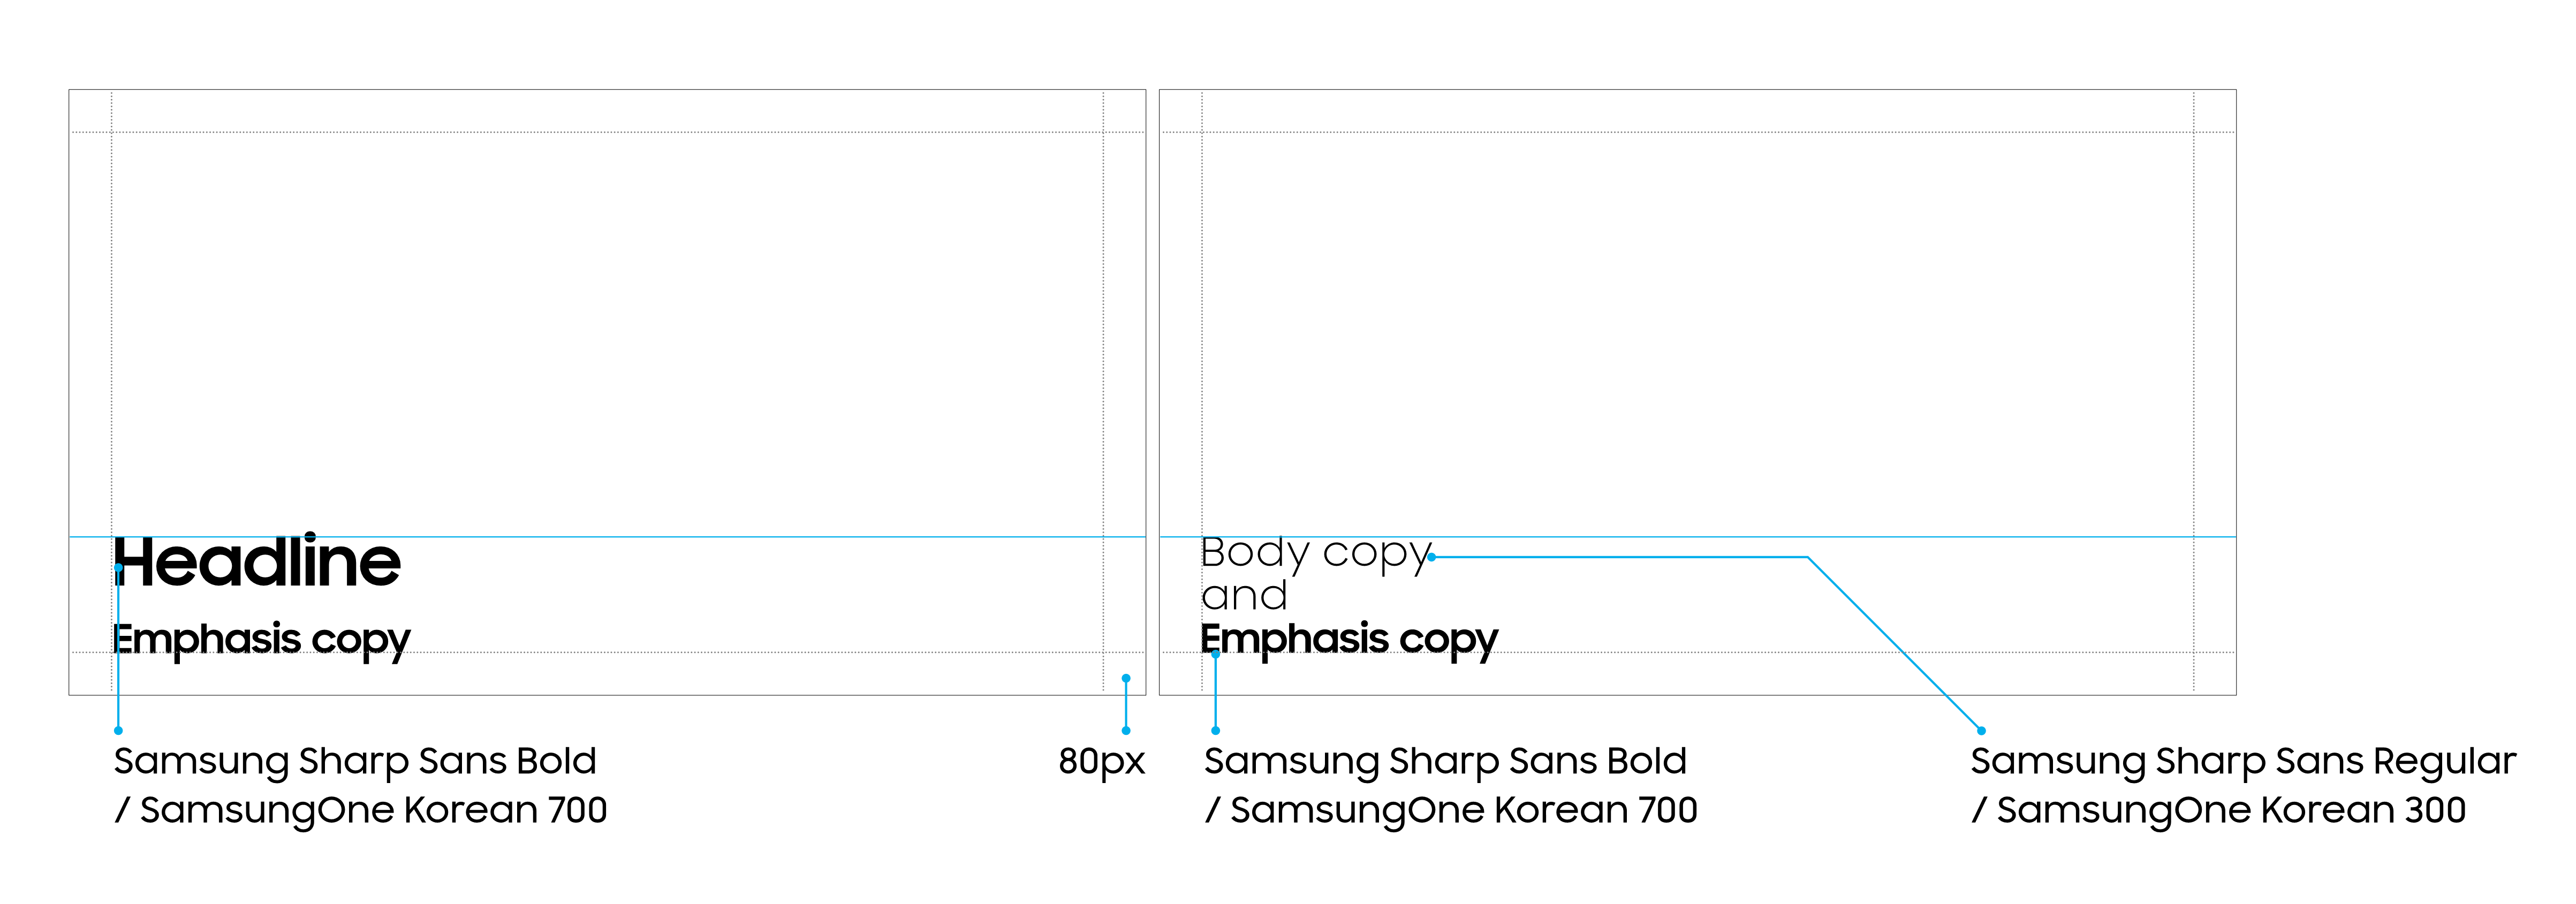 Headline
Emphasis copy
Body copy
and
Emphasis copy
Samsung Sharp Sans Bold
/ SamsungOne Korean 700
80px
Samsung Sharp Sans Bold
/ SamsungOne Korean 700
Samsung Sharp Sans Regular
/ SamsungOne Korean 300